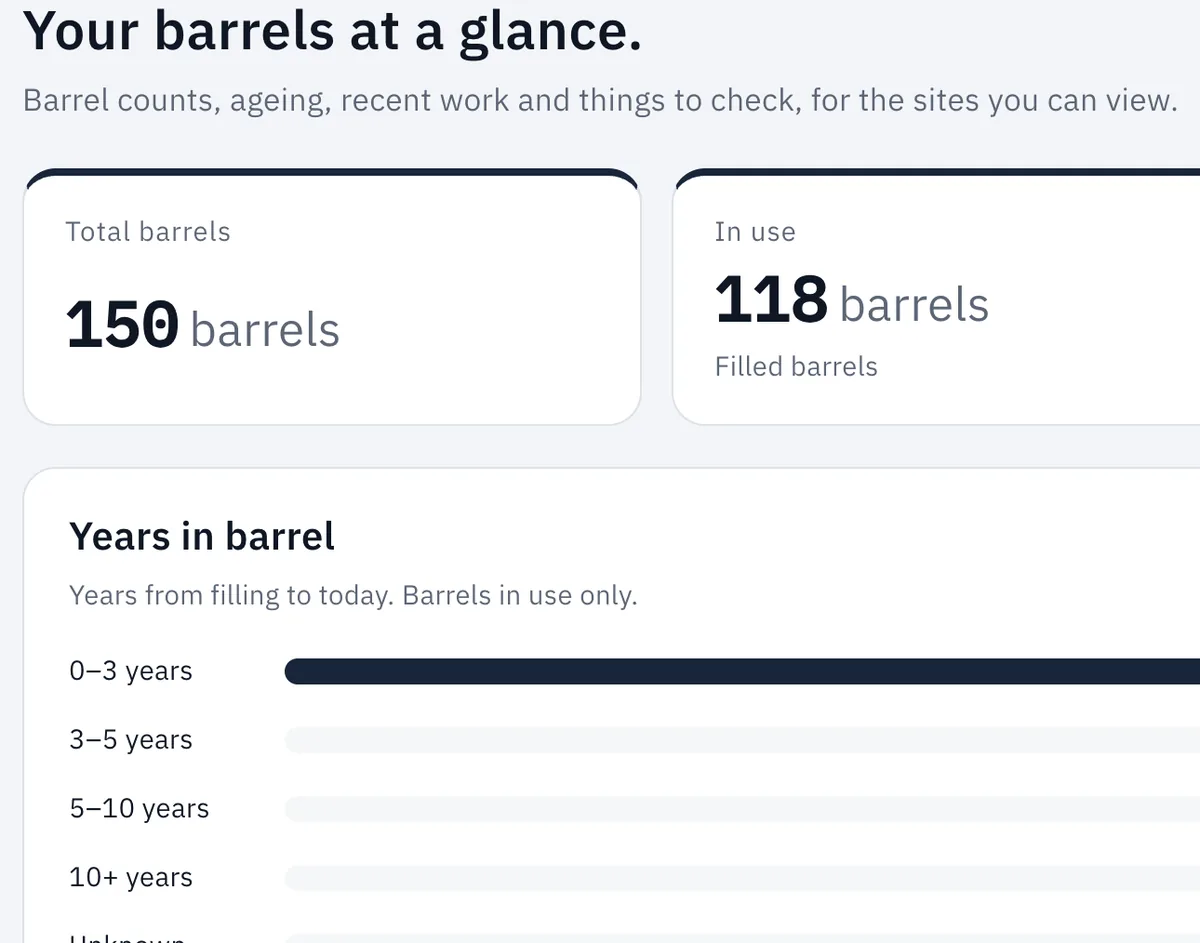 Your barrels at a glance.
Barrel counts, ageing, recent work and things to check, for the sites you can view.
Total barrels
150 barrels
In use
118 barrels
Filled barrels
Years in barrel
Years from filling to today. Barrels in use only.
0–3 years
3–5 years
5–10 years
10+ years
Unknown